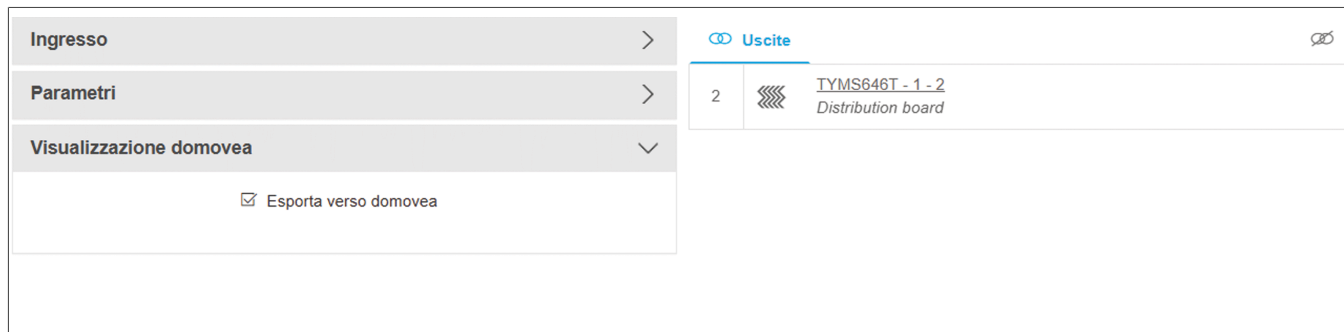 Ingresso
Parametri
Visualizzazione domovea
Esporta verso domovea
Uscite
2
TYMS646T - 1 - 2
Distribution board